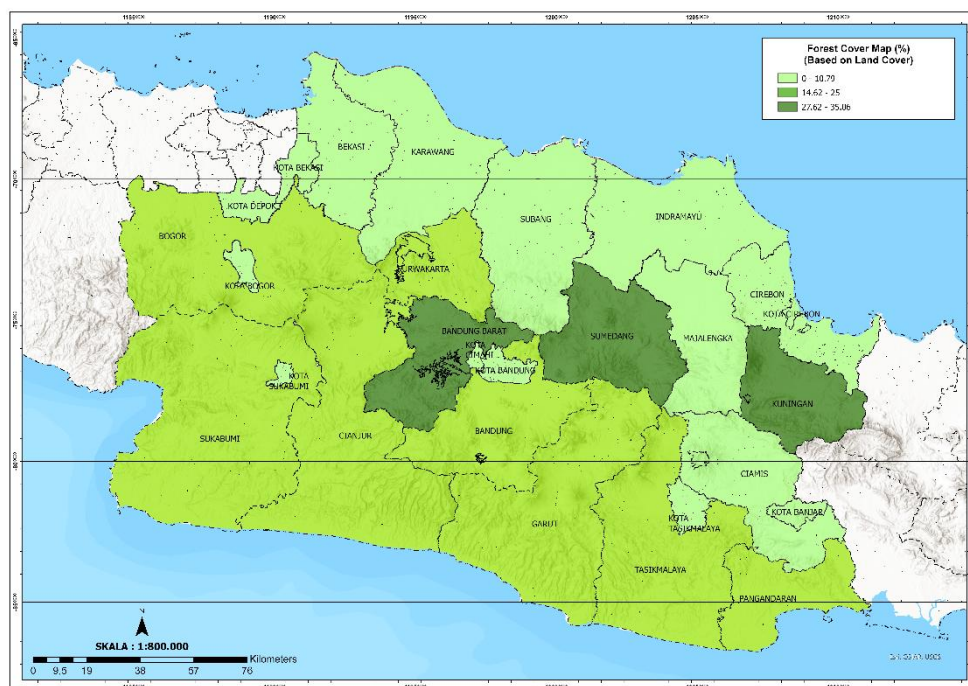 Forest Cover Map (%)
(Based on Land Cover)
0 - 10.79
14.62 - 25
27.62 - 35.06
BEKASI
KARAWANG
KOTA BEKASI
KOTA DEPOK
SUBANG
INDRAMAYU
BOGOR
KOTA BOGOR
PURWAKARTA
CIREBON
KOTA CIREBON
BANDUNG BARAT
SUMEDANG
MAJALENGKA
KOTA
CIMAHI
KOTA BANDUNG
KOTA
SUKABUMI
KUNINGAN
SUKABUMI
CIANJUR
BANDUNG
CIAMIS
KOTA BANJAR
GARUT
KOTA
TASIKMALAYA
TASIKMALAYA
PANGANDARAN
N
SKALA : 1:800.000
Kilometers
0 9.5 19 38 57 76